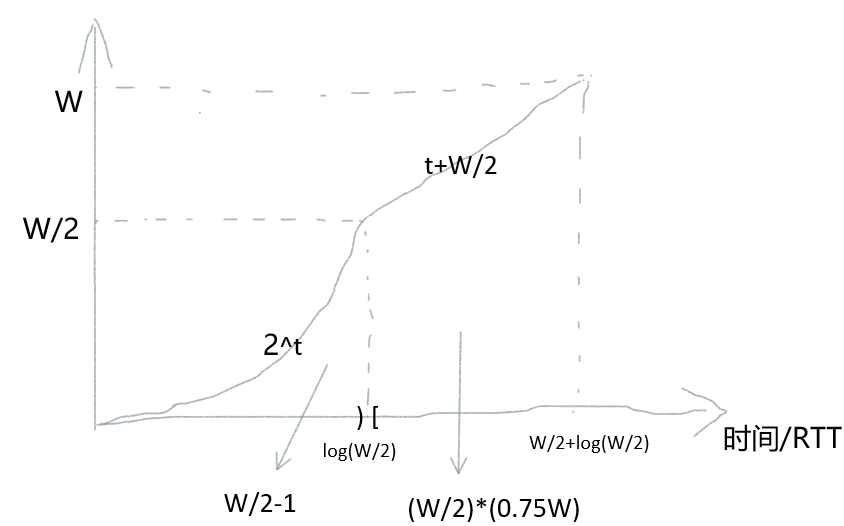 W
t+W/2
W/2
2^t
) [
log(W/2)
W/2+log(W/2)
时间/RTT
W/2-1
(W/2)*(0.75W)